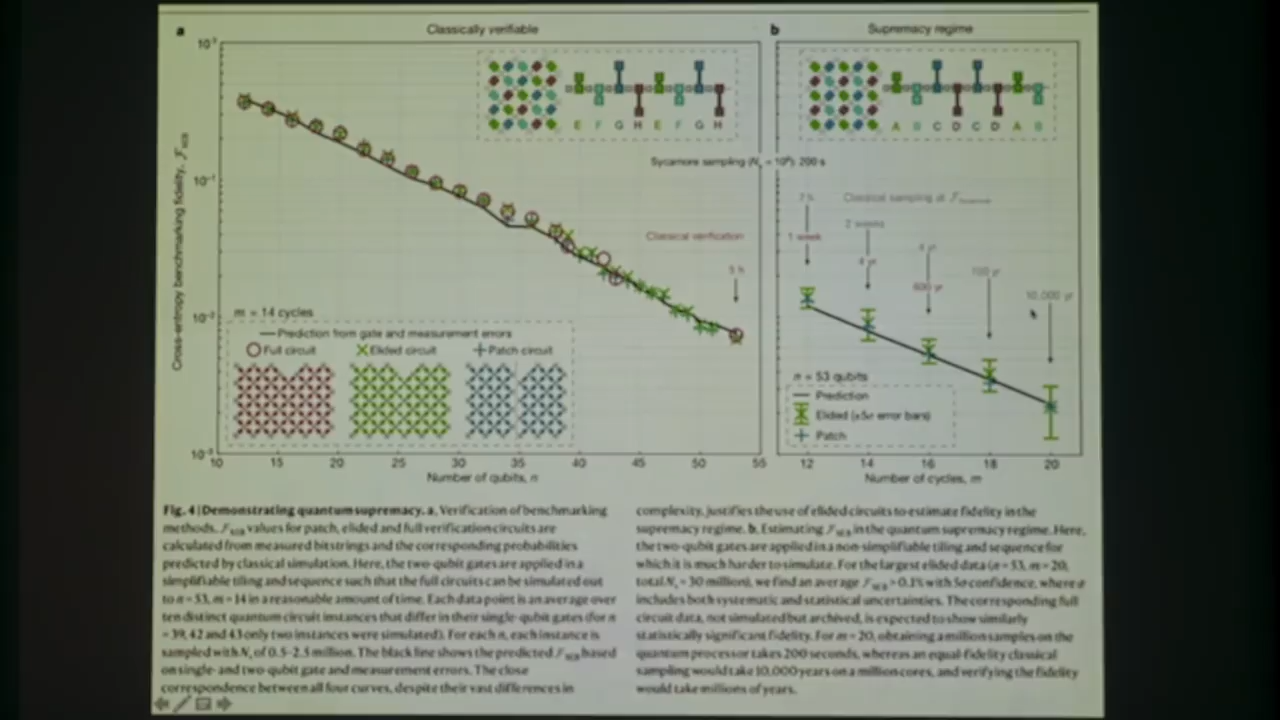 a
Classically verifiable
10⁻¹
10⁻²
10⁻³
Cross-entropy benchmarking fidelity,
E F G H E F G H
Classical verification
5 h
m = 14 cycles
Prediction from gate and measurement errors
Full circuit Elided circuit Patch circuit
10 15 20 25 30 35 40 45 50 55
Number of qubits, n
Sycamore sampling (Ns = 10⁶): 200 s
b
Supremacy regime
A B C D C D A B
Classical sampling at
1 week
2 weeks
4 yr
4 yr
600 yr
100 yr
10,000 yr
n = 53 qubits
Prediction
Elided (±5σ error bars)
Patch
12 14 16 18 20
Number of cycles, m
Fig. 4 | Demonstrating quantum supremacy. a, Verification of benchmarking
methods. ℱXEB values for patch, elided and full verification circuits are
calculated from measured bitstrings and the corresponding probabilities
predicted by classical simulation. Here, the two-qubit gates are applied in a
simplifiable tiling and sequence such that the full circuits can be simulated out
to n = 53, m = 14 in a reasonable amount of time. Each data point is an average over
ten distinct quantum circuit instances that differ in their single-qubit gates (for n
= 39, 42 and 43 only two instances were simulated). For each n, each instance is
sampled with Ns of 0.5–2.5 million. The black line shows the predicted ℱXEB based
on single- and two-qubit gate and measurement errors. The close
correspondence between all four curves, despite their vast differences in
complexity, justifies the use of elided circuits to estimate fidelity in the
supremacy regime. b, Estimating ℱXEB in the quantum supremacy regime. Here,
the two-qubit gates are applied in a non-simplifiable tiling and sequence for
which it is much harder to simulate. For the largest elided data (n = 53, m = 20,
total Ns = 30 million), we find an average ℱXEB > 0.1% with 5σ confidence, where σ
includes both systematic and statistical uncertainties. The corresponding full
circuit data, not simulated but archived, is expected to show similarly
statistically significant fidelity. For m = 20, obtaining a million samples on the
quantum processor takes 200 seconds, whereas an equal-fidelity classical
sampling would take 10,000 years on a million cores, and verifying the fidelity
would take millions of years.